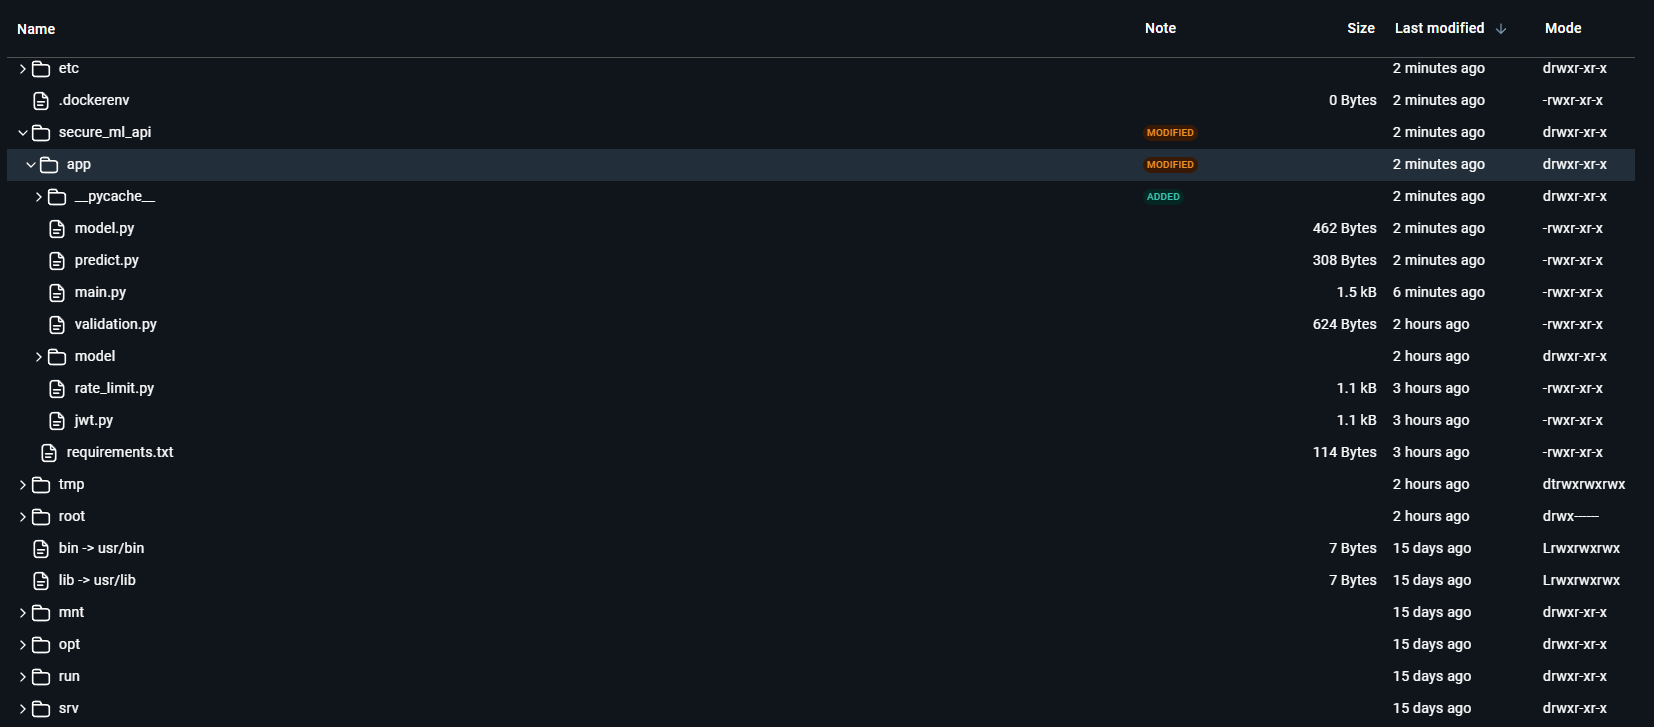 Name Note Size Last modified ↓ Mode
etc 2 minutes ago drwxr-xr-x
.dockerenv 0 Bytes 2 minutes ago -rwxr-xr-x
secure_ml_api MODIFIED 2 minutes ago drwxr-xr-x
app MODIFIED 2 minutes ago drwxr-xr-x
__pycache__ ADDED 2 minutes ago drwxr-xr-x
model.py 462 Bytes 2 minutes ago -rwxr-xr-x
predict.py 308 Bytes 2 minutes ago -rwxr-xr-x
main.py 1.5 kB 6 minutes ago -rwxr-xr-x
validation.py 624 Bytes 2 hours ago -rwxr-xr-x
model 2 hours ago drwxr-xr-x
rate_limit.py 1.1 kB 3 hours ago -rwxr-xr-x
jwt.py 1.1 kB 3 hours ago -rwxr-xr-x
requirements.txt 114 Bytes 3 hours ago -rwxr-xr-x
tmp 2 hours ago dtrwxrwxrwx
root 2 hours ago drwx------
bin -> usr/bin 7 Bytes 15 days ago Lrwxrwxrwx
lib -> usr/lib 7 Bytes 15 days ago Lrwxrwxrwx
mnt 15 days ago drwxr-xr-x
opt 15 days ago drwxr-xr-x
run 15 days ago drwxr-xr-x
srv 15 days ago drwxr-xr-x